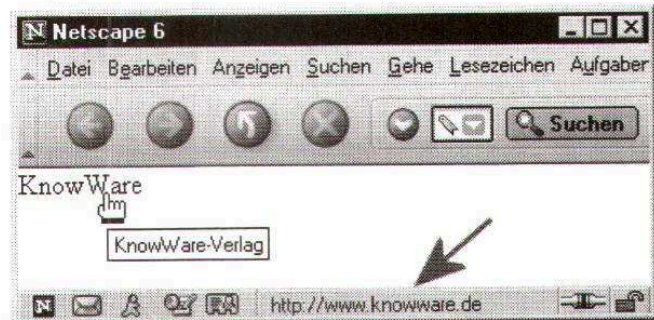 Netscape 6
Datei Bearbeiten Anzeigen Suchen Gehe Lesezeichen Aufgaben
Suchen
KnowWare
KnowWare-Verlag
http://www.knowware.de